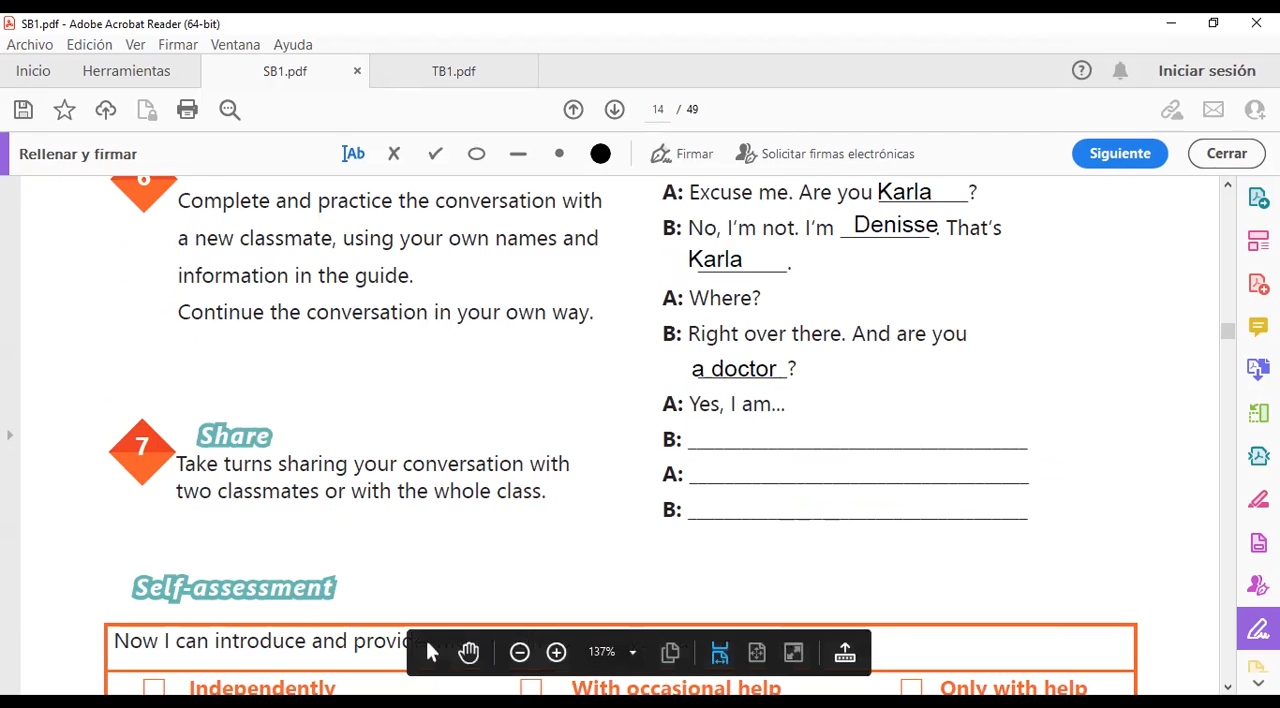 SB1.pdf - Adobe Acrobat Reader (64-bit)
Archivo Edición Ver Firmar Ventana Ayuda
Inicio Herramientas SB1.pdf × TB1.pdf Iniciar sesión
14 / 49
Rellenar y firmar Ab Firmar Solicitar firmas electrónicas Siguiente Cerrar
Complete and practice the conversation with
a new classmate, using your own names and
information in the guide.
Continue the conversation in your own way.
7 Share
Take turns sharing your conversation with
two classmates or with the whole class.
A: Excuse me. Are you Karla?
B: No, I'm not. I'm Denisse. That's
Karla.
A: Where?
B: Right over there. And are you
a doctor?
A: Yes, I am...
B:
A:
B:
Self-assessment
Now I can introduce and provid
137%
Independently With occasional help Only with help